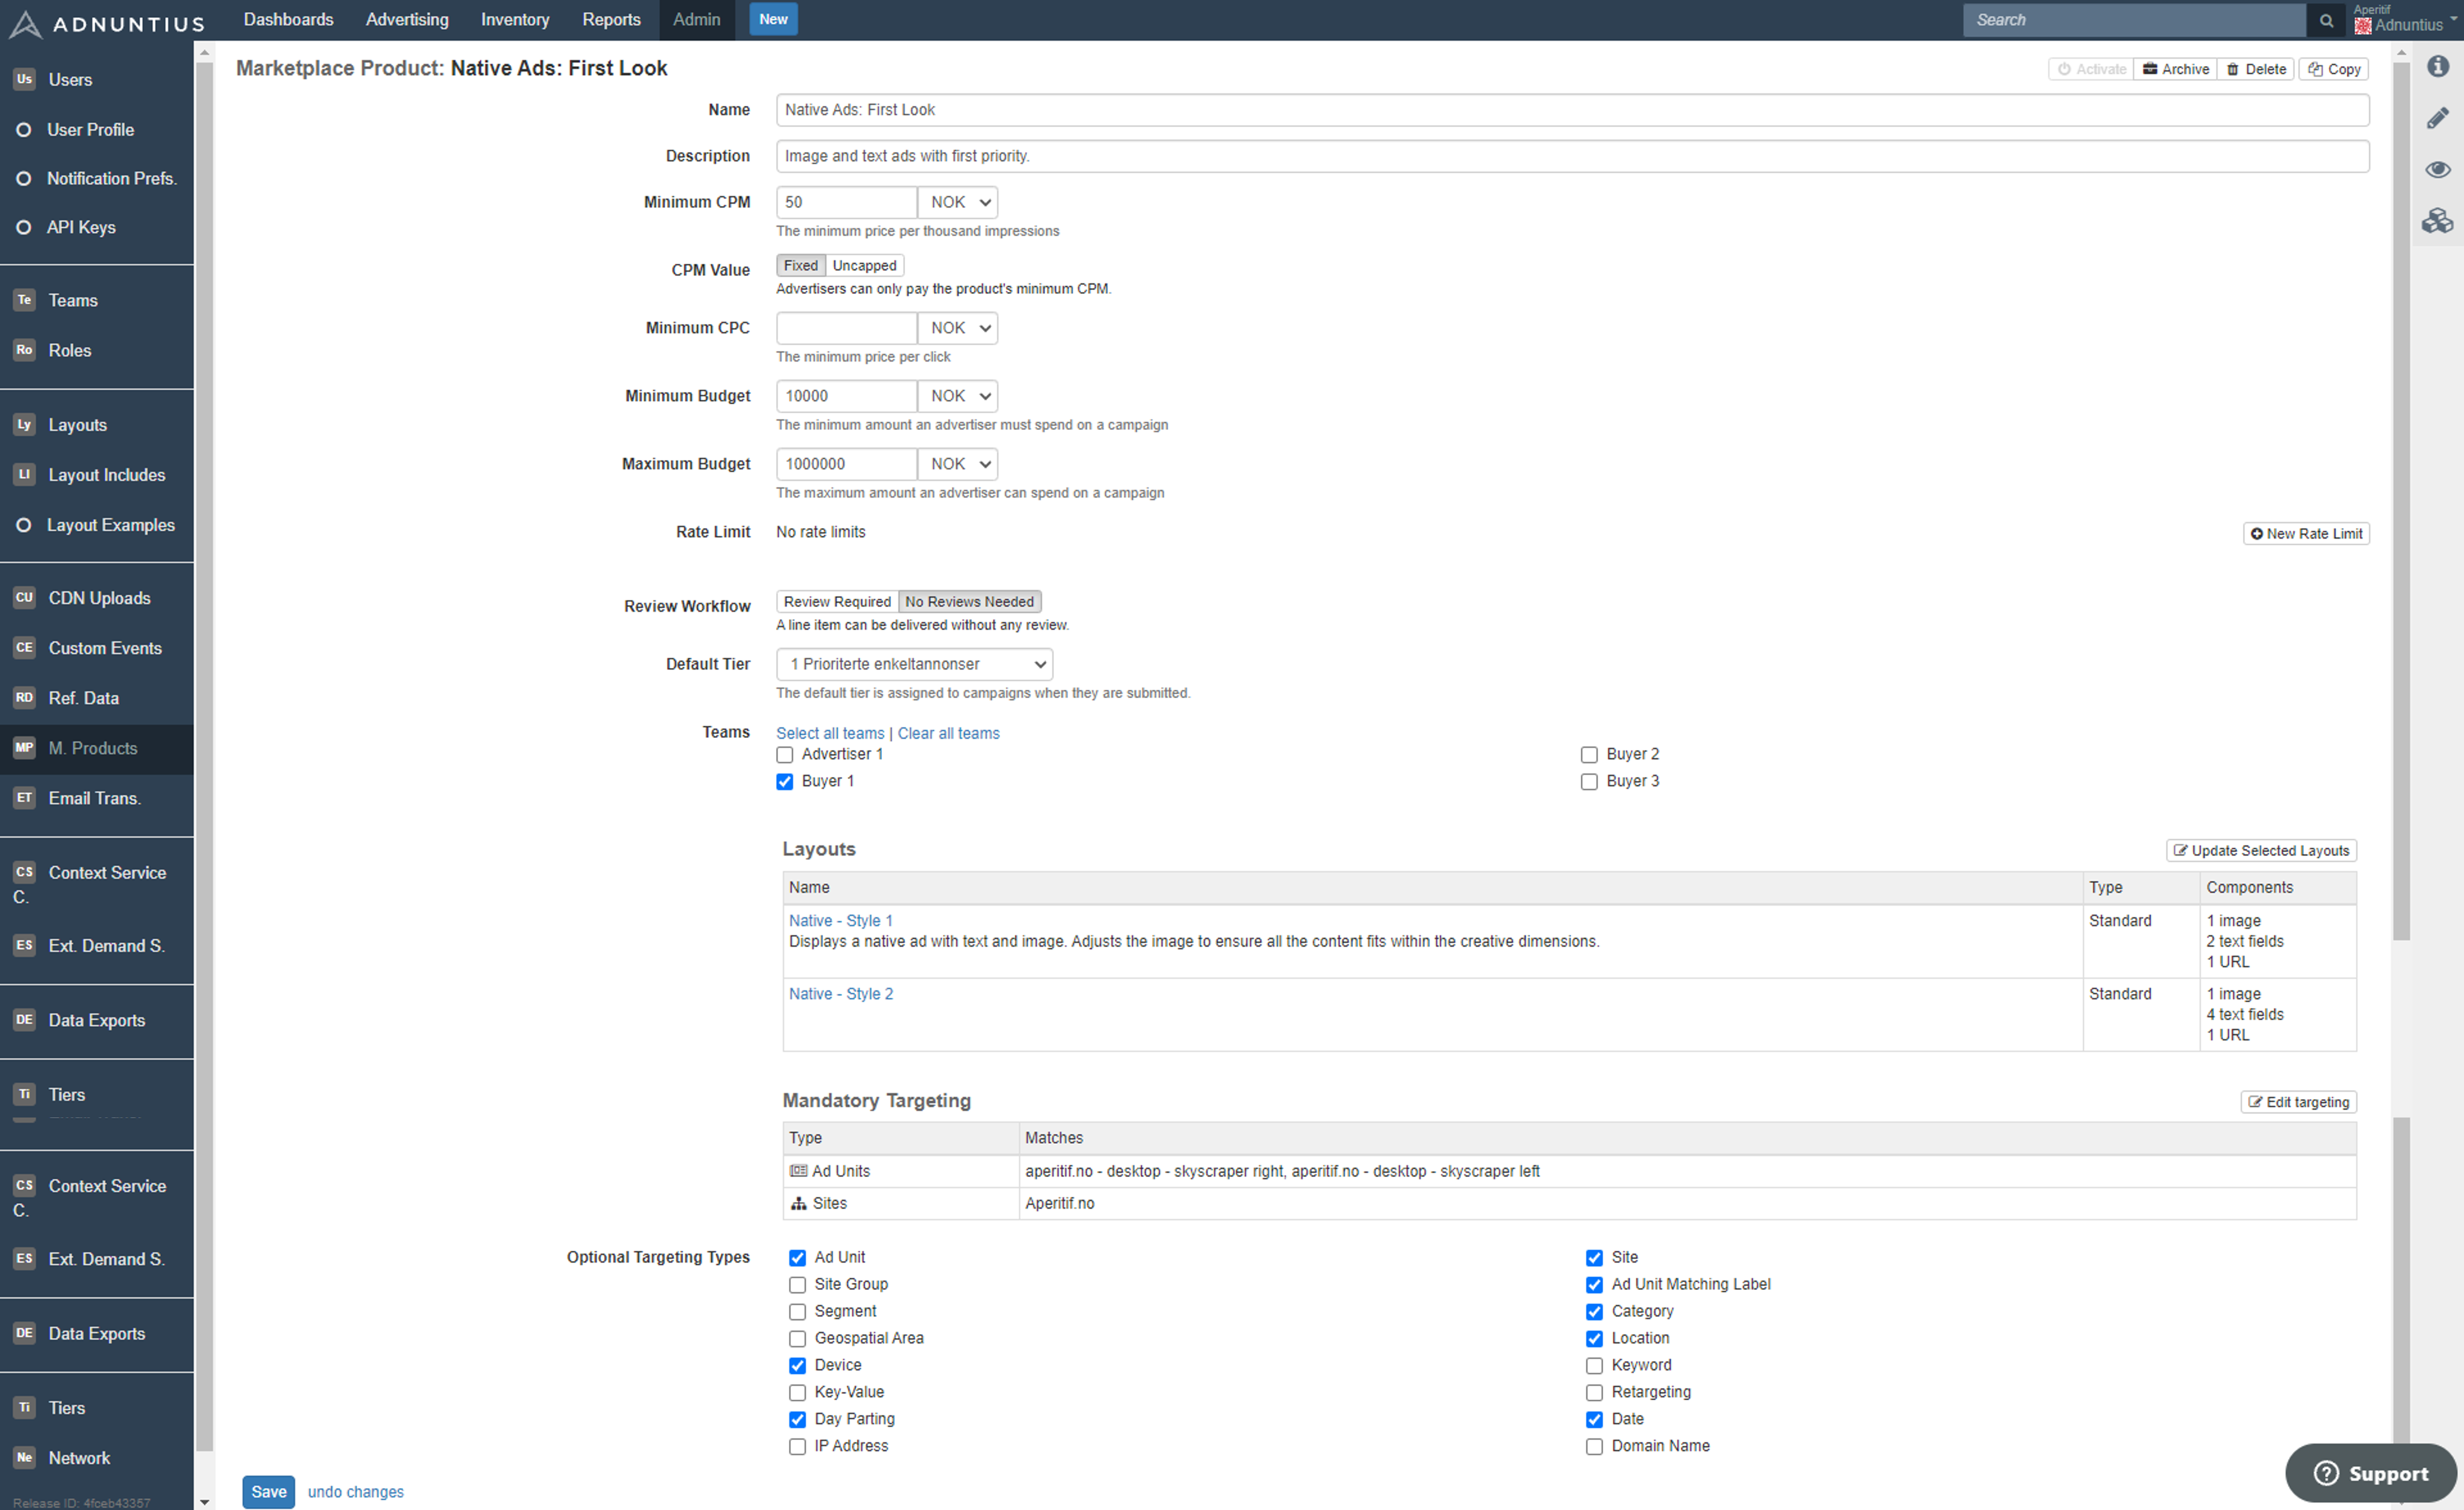 ADNUNTIUS
Dashboards Advertising Inventory Reports Admin New
Search
Aperitif
Adnuntius
Us Users
User Profile
Notification Prefs.
API Keys
Te Teams
Ro Roles
Ly Layouts
LI Layout Includes
Layout Examples
CU CDN Uploads
CE Custom Events
RD Ref. Data
MP M. Products
ET Email Trans.
CS Context Service
C.
ES Ext. Demand S.
DE Data Exports
Ti Tiers
CS Context Service
C.
ES Ext. Demand S.
DE Data Exports
Ti Tiers
Ne Network
Release ID: 4fceb43357
Marketplace Product: Native Ads: First Look
Activate Archive Delete Copy
Name Native Ads: First Look
Description Image and text ads with first priority.
Minimum CPM 50 NOK
The minimum price per thousand impressions
CPM Value Fixed Uncapped
Advertisers can only pay the product's minimum CPM.
Minimum CPC NOK
The minimum price per click
Minimum Budget 10000 NOK
The minimum amount an advertiser must spend on a campaign
Maximum Budget 1000000 NOK
The maximum amount an advertiser can spend on a campaign
Rate Limit No rate limits New Rate Limit
Review Workflow Review Required No Reviews Needed
A line item can be delivered without any review.
Default Tier 1 Prioriterte enkeltannonser
The default tier is assigned to campaigns when they are submitted.
Teams Select all teams | Clear all teams
Advertiser 1 Buyer 2
Buyer 1 Buyer 3
Layouts Update Selected Layouts
Name Type Components
Native - Style 1 Standard 1 image
Displays a native ad with text and image. Adjusts the image to ensure all the content fits within the creative dimensions. 2 text fields
1 URL
Native - Style 2 Standard 1 image
4 text fields
1 URL
Mandatory Targeting Edit targeting
Type Matches
Ad Units aperitif.no - desktop - skyscraper right, aperitif.no - desktop - skyscraper left
Sites Aperitif.no
Optional Targeting Types Ad Unit Site
Site Group Ad Unit Matching Label
Segment Category
Geospatial Area Location
Device Keyword
Key-Value Retargeting
Day Parting Date
IP Address Domain Name
Save undo changes
Support